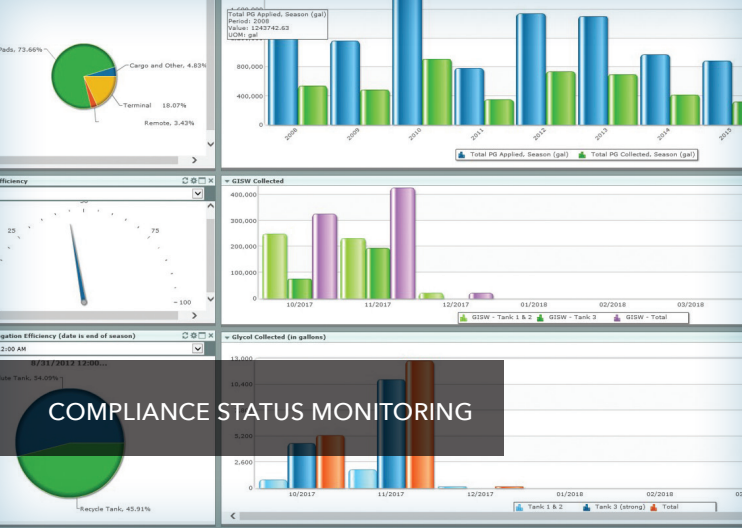 Pads, 73.66%
Cargo and Other, 4.83%
Terminal 18.07%
Remote, 3.43%
Total PG Applied, Season (gal)
Period: 2008
Value: 1243742.63
UOM: gal
800,000
400,000
0
2008 2009 2010 2011 2012 2013 2014 2015
Total PG Applied, Season (gal) Total PG Collected, Season (gal)
25
75
100
GISW Collected
400,000
300,000
200,000
100,000
0
10/2017 11/2017 12/2017 01/2018 02/2018 03/2018
GISW - Tank 1 & 2 GISW - Tank 3 GISW - Total
gation Efficiency (date is end of season)
2:00 AM
8/31/2012 12:00...
Tank, 54.09%
Recycle Tank, 45.91%
COMPLIANCE STATUS MONITORING
Glycol Collected (in gallons)
13,000
10,400
5,200
2,600
0
10/2017 11/2017 12/2017 01/2018 02/2018
Tank 1 & 2 Tank 3 (strong) Total